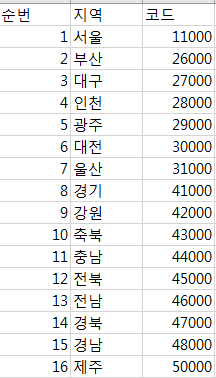 순번 지역 코드
1 서울 11000
2 부산 26000
3 대구 27000
4 인천 28000
5 광주 29000
6 대전 30000
7 울산 31000
8 경기 41000
9 강원 42000
10 축북 43000
11 충남 44000
12 전북 45000
13 전남 46000
14 경북 47000
15 경남 48000
16 제주 50000